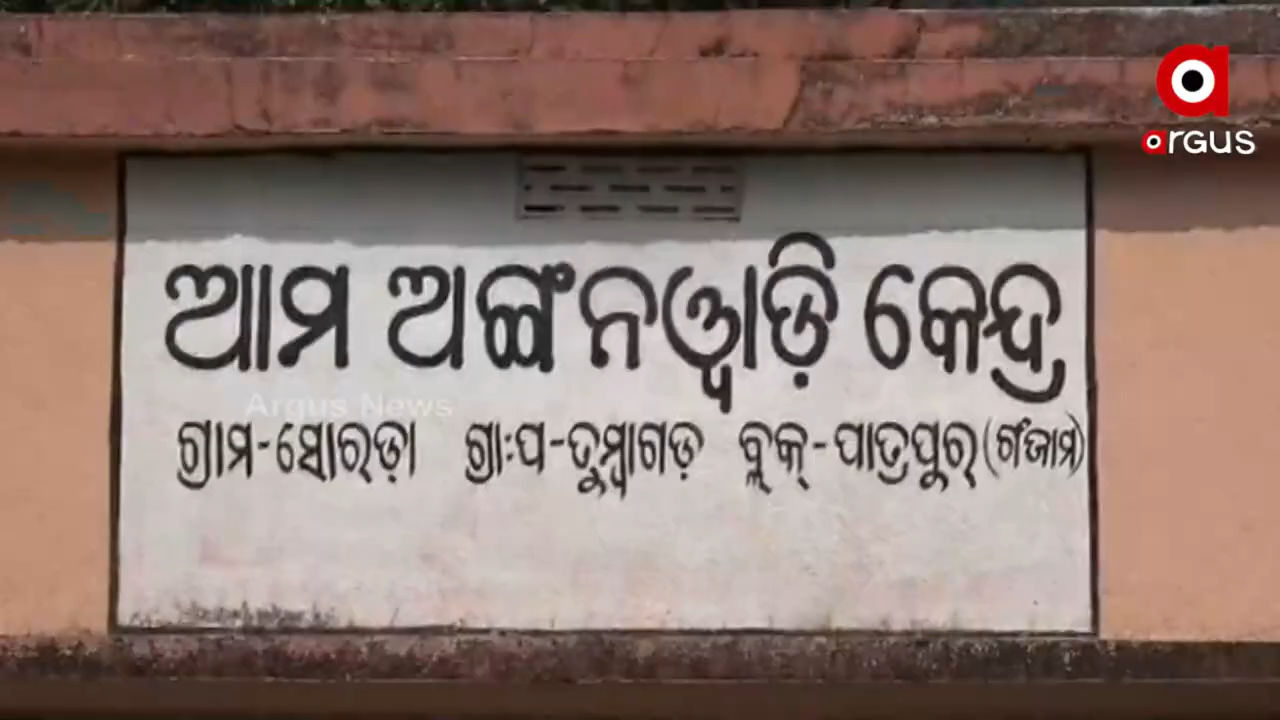 argus
ଆମ ଅଙ୍ଗନୱାଡ଼ି କେନ୍ଦ୍ର
Argus News
ଗ୍ରାମ-ସୋରଡ଼ା ଗ୍ରା:ପ-ତୁମ୍ବାଗଡ଼ ବ୍ଲକ୍-ପାତ୍ରପୁର୍(ଗଂଜାମ)